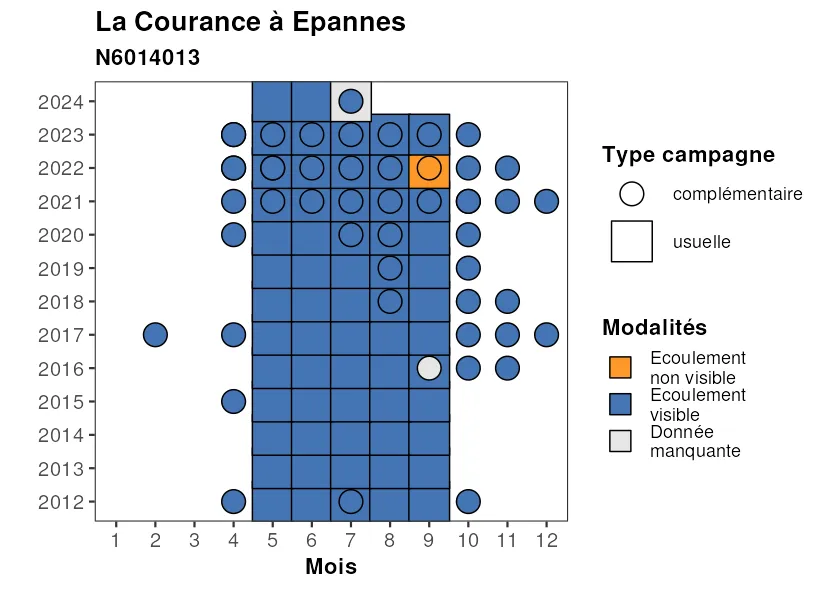 La Courance à Epannes
N6014013
2024
2023
2022
2021
2020
2019
2018
2017
2016
2015
2014
2013
2012
1 2 3 4 5 6 7 8 9 10 11 12
Mois
Type campagne
complémentaire
usuelle
Modalités
Ecoulement
non visible
Ecoulement
visible
Donnée
manquante